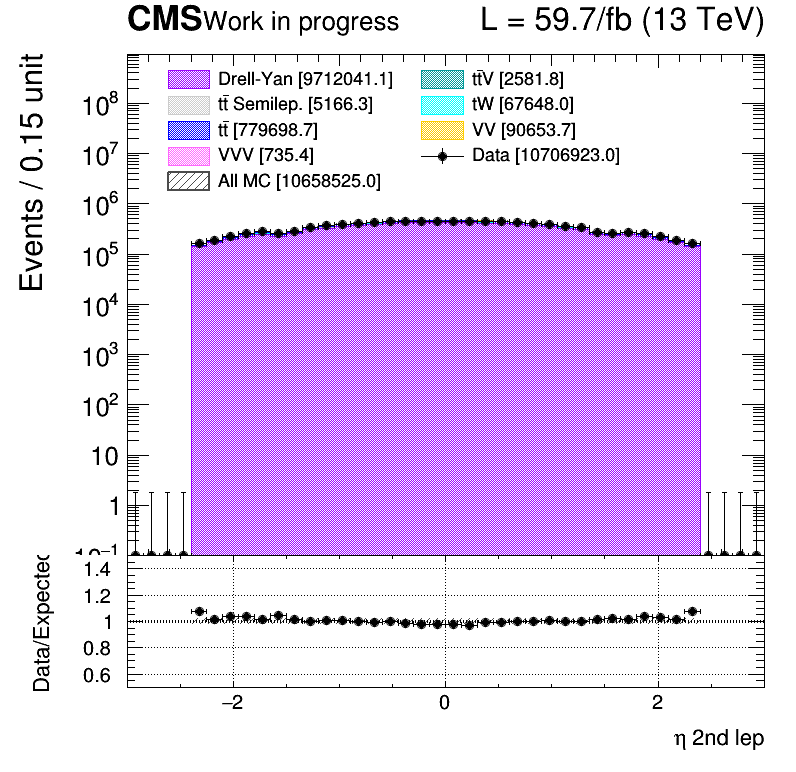 CMS Work in progress L = 59.7/fb (13 TeV)
Events / 0.15 unit
Drell-Yan [9712041.1] tt̄V [2581.8]
tt̄ Semilep. [5166.3] tW [67648.0]
tt̄ [779698.7] VV [90653.7]
VVV [735.4] Data [10706923.0]
All MC [10658525.0]
10⁸
10⁷
10⁶
10⁵
10⁴
10³
10²
10
1
10⁻¹
Data/Expected
1.4
1.2
1
0.8
0.6
−2 0 2
η 2nd lep